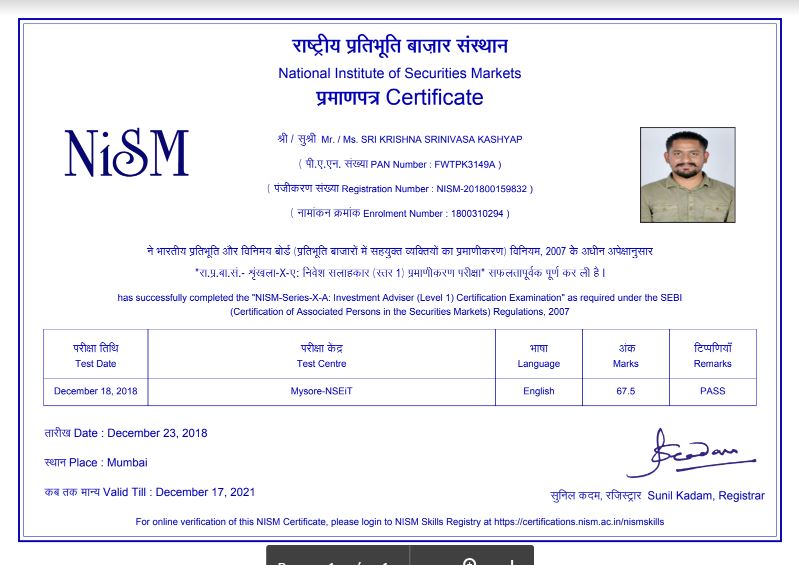 राष्ट्रीय प्रतिभूति बाज़ार संस्थान
National Institute of Securities Markets
प्रमाणपत्र Certificate
NiSM
श्री / सुश्री Mr. / Ms. SRI KRISHNA SRINIVASA KASHYAP
( पी.ए.एन. संख्या PAN Number : FWTPK3149A )
( पंजीकरण संख्या Registration Number : NISM-201800159832 )
( नामांकन क्रमांक Enrolment Number : 1800310294 )
ने भारतीय प्रतिभूति और विनिमय बोर्ड (प्रतिभूति बाजारों में सहयुक्त व्यक्तियों का प्रमाणीकरण) विनियम, 2007 के अधीन अपेक्षानुसार
"रा.प्र.बा.सं.- श्रृंखला-X-ए: निवेश सलाहकार (स्तर 1) प्रमाणीकरण परीक्षा" सफलतापूर्वक पूर्ण कर ली है I
has successfully completed the "NISM-Series-X-A: Investment Adviser (Level 1) Certification Examination" as required under the SEBI
(Certification of Associated Persons in the Securities Markets) Regulations, 2007
परीक्षा तिथि परीक्षा केंद्र भाषा अंक टिप्पणियाँ
Test Date Test Centre Language Marks Remarks
December 18, 2018 Mysore-NSEiT English 67.5 PASS
तारीख Date : December 23, 2018
स्थान Place : Mumbai
कब तक मान्य Valid Till : December 17, 2021
सुनिल कदम, रजिस्ट्रार Sunil Kadam, Registrar
For online verification of this NISM Certificate, please login to NISM Skills Registry at https://certifications.nism.ac.in/nismskills